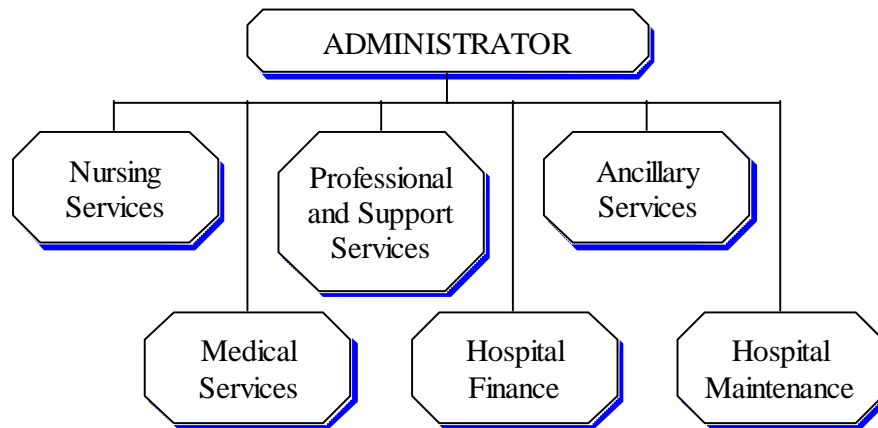 ADMINISTRATOR
Nursing
Services
Professional
and Support
Services
Ancillary
Services
Medical
Services
Hospital
Finance
Hospital
Maintenance